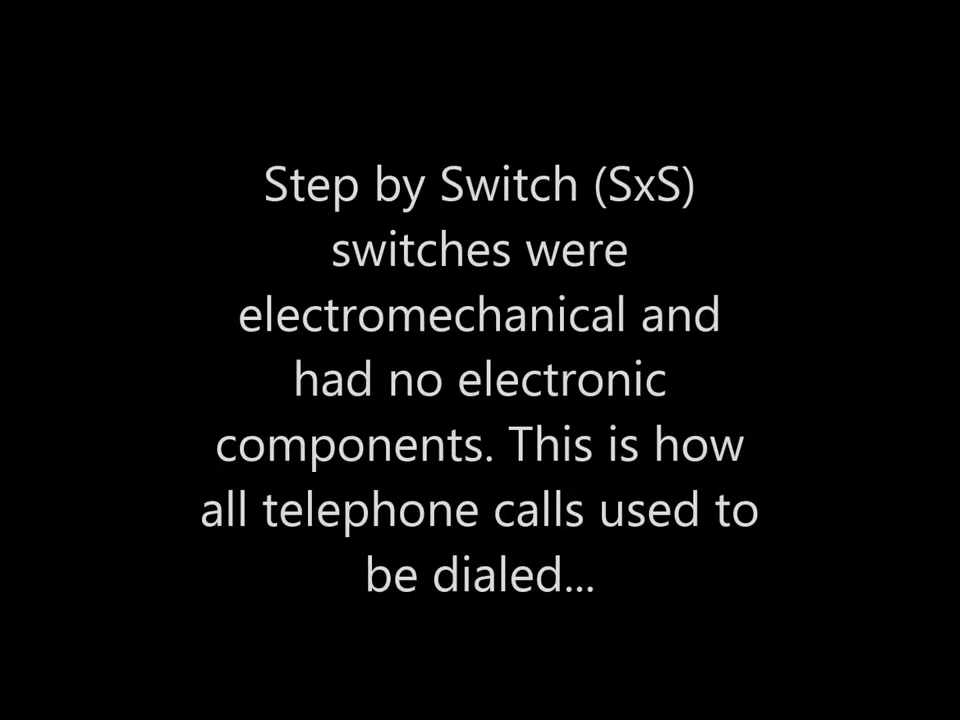 Step by Switch (SxS)
switches were
electromechanical and
had no electronic
components. This is how
all telephone calls used to
be dialed...